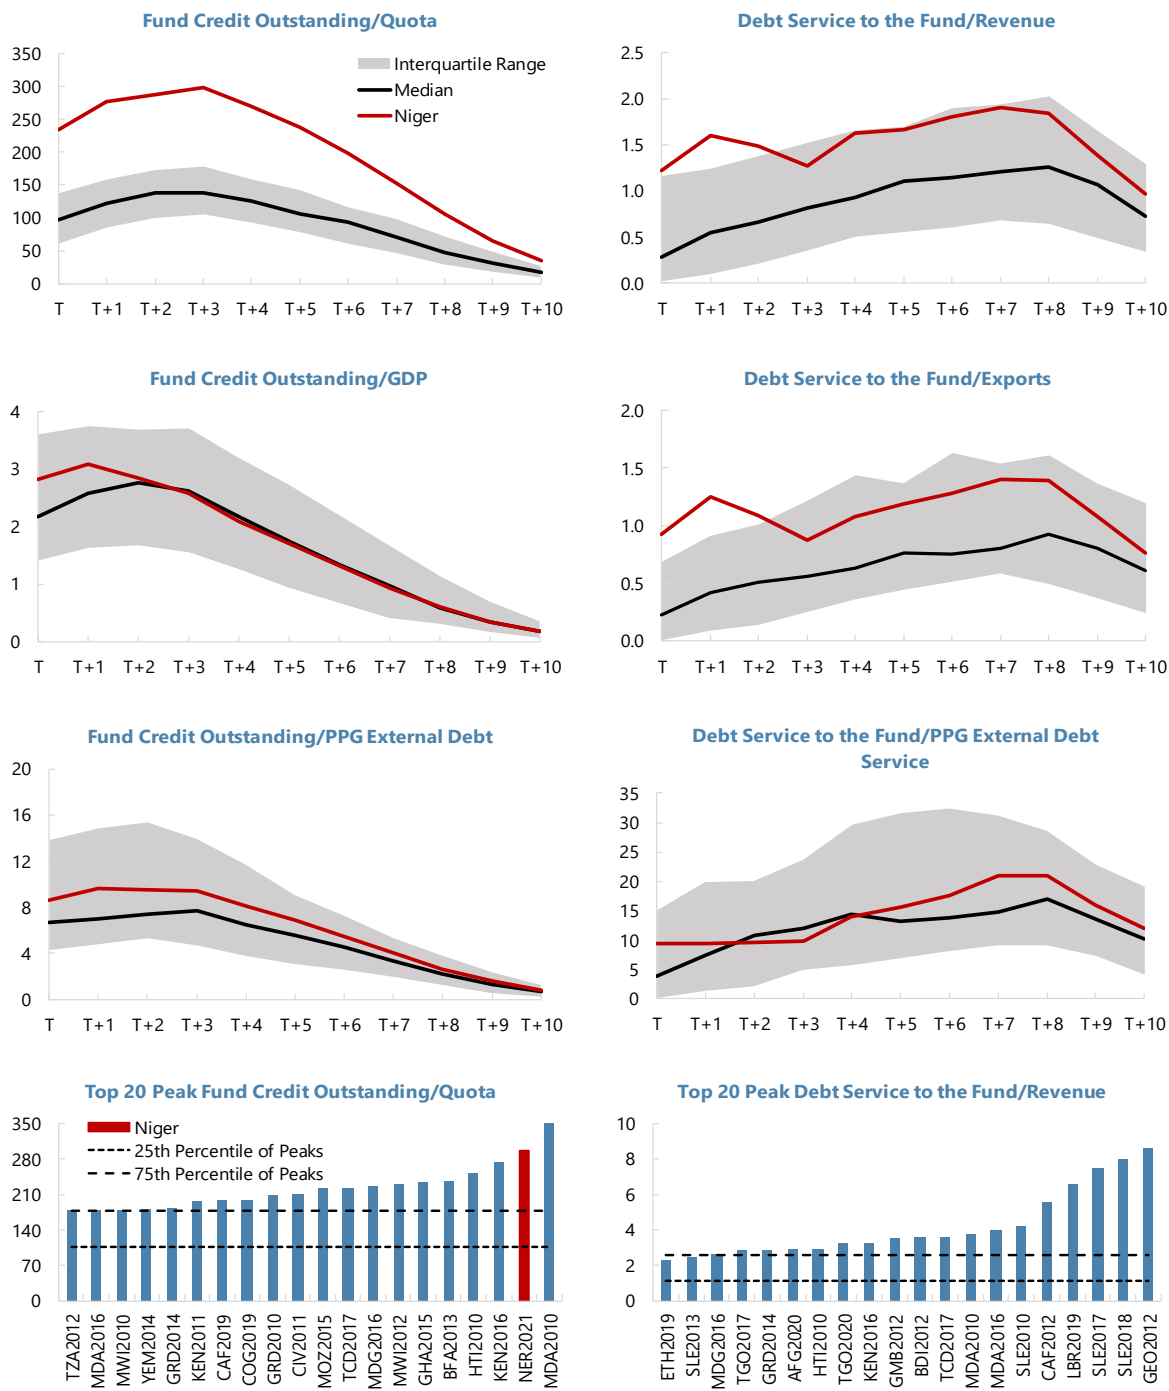 Fund Credit Outstanding/Quota
350
300
250
200
150
100
50
0
Interquartile Range
Median
Niger
T T+1 T+2 T+3 T+4 T+5 T+6 T+7 T+8 T+9 T+10
Debt Service to the Fund/Revenue
2.5
2.0
1.5
1.0
0.5
0.0
T T+1 T+2 T+3 T+4 T+5 T+6 T+7 T+8 T+9 T+10
Fund Credit Outstanding/GDP
4
3
2
1
0
T T+1 T+2 T+3 T+4 T+5 T+6 T+7 T+8 T+9 T+10
Debt Service to the Fund/Exports
2.0
1.5
1.0
0.5
0.0
T T+1 T+2 T+3 T+4 T+5 T+6 T+7 T+8 T+9 T+10
Fund Credit Outstanding/PPG External Debt
20
16
12
8
4
0
T T+1 T+2 T+3 T+4 T+5 T+6 T+7 T+8 T+9 T+10
Debt Service to the Fund/PPG External Debt
Service
35
30
25
20
15
10
5
0
T T+1 T+2 T+3 T+4 T+5 T+6 T+7 T+8 T+9 T+10
Top 20 Peak Fund Credit Outstanding/Quota
350
280
210
140
70
0
Niger
25th Percentile of Peaks
75th Percentile of Peaks
TZA2012
MDA2016
MWI2010
YEM2014
GRD2014
KEN2011
CAF2019
COG2019
GRD2010
CIV2011
MOZ2015
TCD2017
MDG2016
MWI2012
GHA2015
BFA2013
HTI2010
KEN2016
NER2021
MDA2010
Top 20 Peak Debt Service to the Fund/Revenue
10
8
6
4
2
0
ETH2019
SLE2013
MDG2016
TGO2017
GRD2014
AFG2020
HTI2010
TGO2020
KEN2016
GMB2012
BDI2012
TCD2017
MDA2010
MDA2016
SLE2010
CAF2012
LBR2019
SLE2017
SLE2018
GEO2012